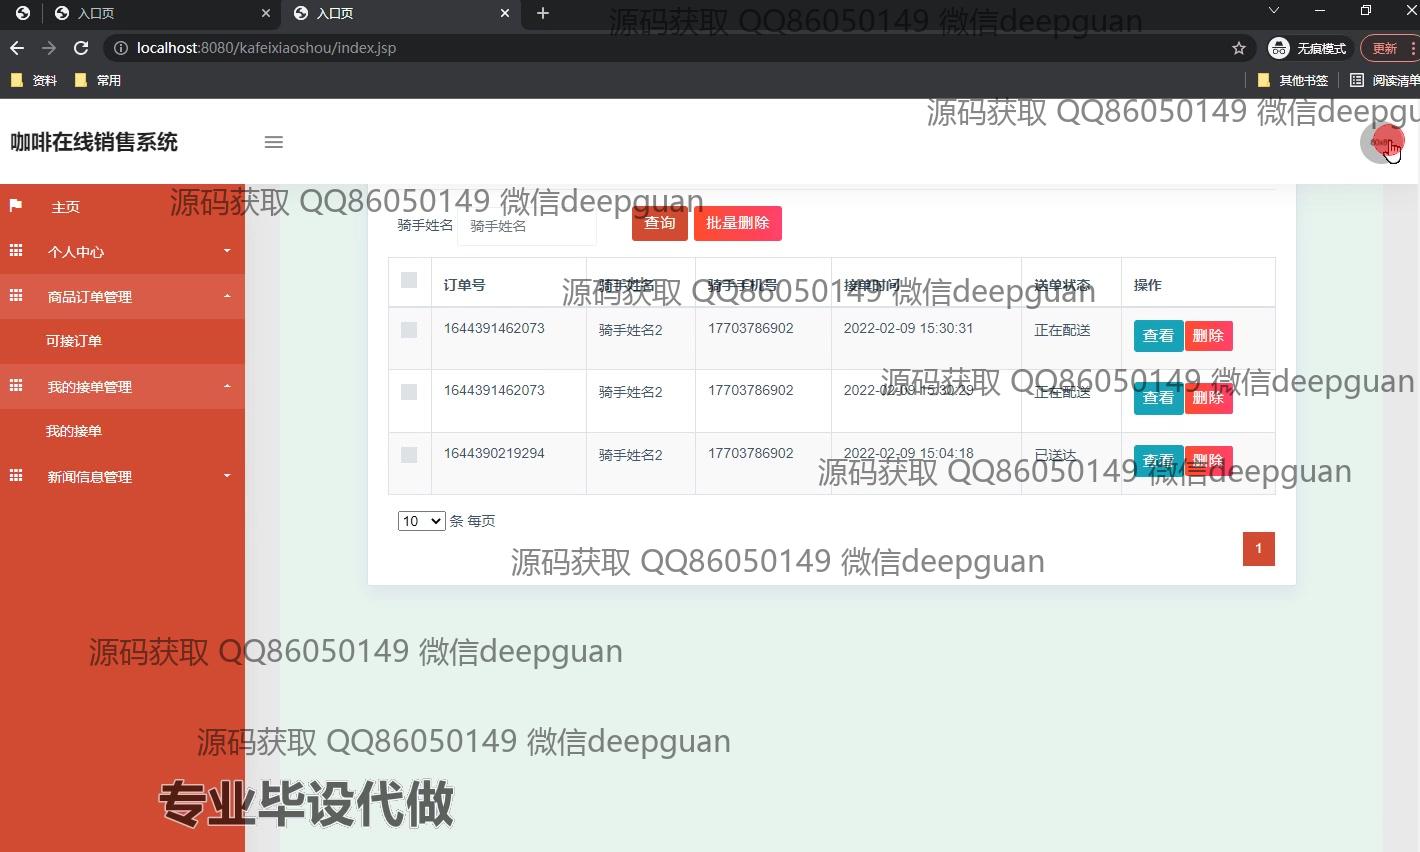 入口页
入口页
源码获取 QQ86050149 微信deepguan
localhost:8080/kafeixiaoshou/index.jsp
无痕模式
更新
资料
常用
其他书签
阅读清单
源码获取 QQ86050149 微信deepgu
咖啡在线销售系统
主页
源码获取 QQ86050149 微信deepguan
骑手姓名
骑手姓名
查询
批量删除
个人中心
商品订单管理
可接订单
我的接单管理
我的接单
新闻信息管理
订单号 骑手姓名 骑手手机号 接单时间 送单状态 操作
源码获取 QQ86050149 微信deepguan
1644391462073 骑手姓名2 17703786902 2022-02-09 15:30:31 正在配送 查看 删除
源码获取 QQ86050149 微信deepguan
1644391462073 骑手姓名2 17703786902 2022-02-09 15:30:29 正在配送 查看 删除
1644390219294 骑手姓名2 17703786902 2022-02-09 15:04:18 已送达 查看 删除
源码获取 QQ86050149 微信deepguan
10 条 每页
1
源码获取 QQ86050149 微信deepguan
源码获取 QQ86050149 微信deepguan
源码获取 QQ86050149 微信deepguan
专业毕设代做